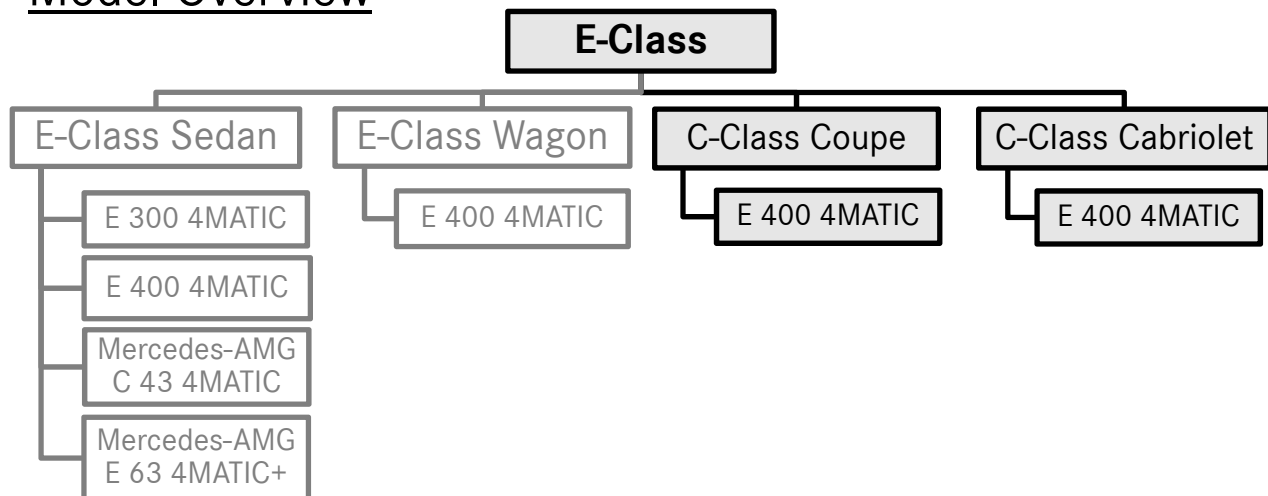 Model Overview
E-Class
E-Class Sedan
E-Class Wagon
C-Class Coupe
C-Class Cabriolet
E 300 4MATIC
E 400 4MATIC
E 400 4MATIC
E 400 4MATIC
E 400 4MATIC
Mercedes-AMG
C 43 4MATIC
Mercedes-AMG
E 63 4MATIC+